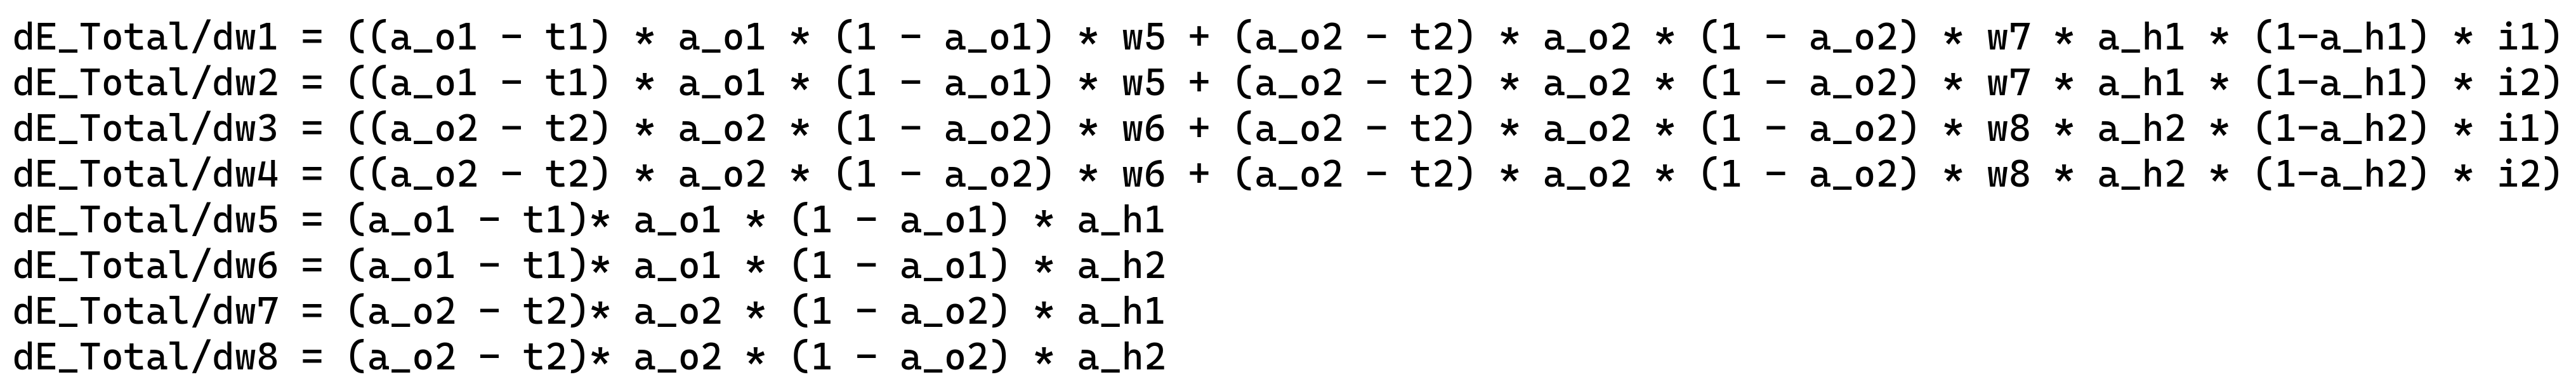 dE_Total/dw1 = ((a_o1 - t1) * a_o1 * (1 - a_o1) * w5 + (a_o2 - t2) * a_o2 * (1 - a_o2) * w7 * a_h1 * (1-a_h1) * i1)
dE_Total/dw2 = ((a_o1 - t1) * a_o1 * (1 - a_o1) * w5 + (a_o2 - t2) * a_o2 * (1 - a_o2) * w7 * a_h1 * (1-a_h1) * i2)
dE_Total/dw3 = ((a_o2 - t2) * a_o2 * (1 - a_o2) * w6 + (a_o2 - t2) * a_o2 * (1 - a_o2) * w8 * a_h2 * (1-a_h2) * i1)
dE_Total/dw4 = ((a_o2 - t2) * a_o2 * (1 - a_o2) * w6 + (a_o2 - t2) * a_o2 * (1 - a_o2) * w8 * a_h2 * (1-a_h2) * i2)
dE_Total/dw5 = (a_o1 - t1)* a_o1 * (1 - a_o1) * a_h1
dE_Total/dw6 = (a_o1 - t1)* a_o1 * (1 - a_o1) * a_h2
dE_Total/dw7 = (a_o2 - t2)* a_o2 * (1 - a_o2) * a_h1
dE_Total/dw8 = (a_o2 - t2)* a_o2 * (1 - a_o2) * a_h2